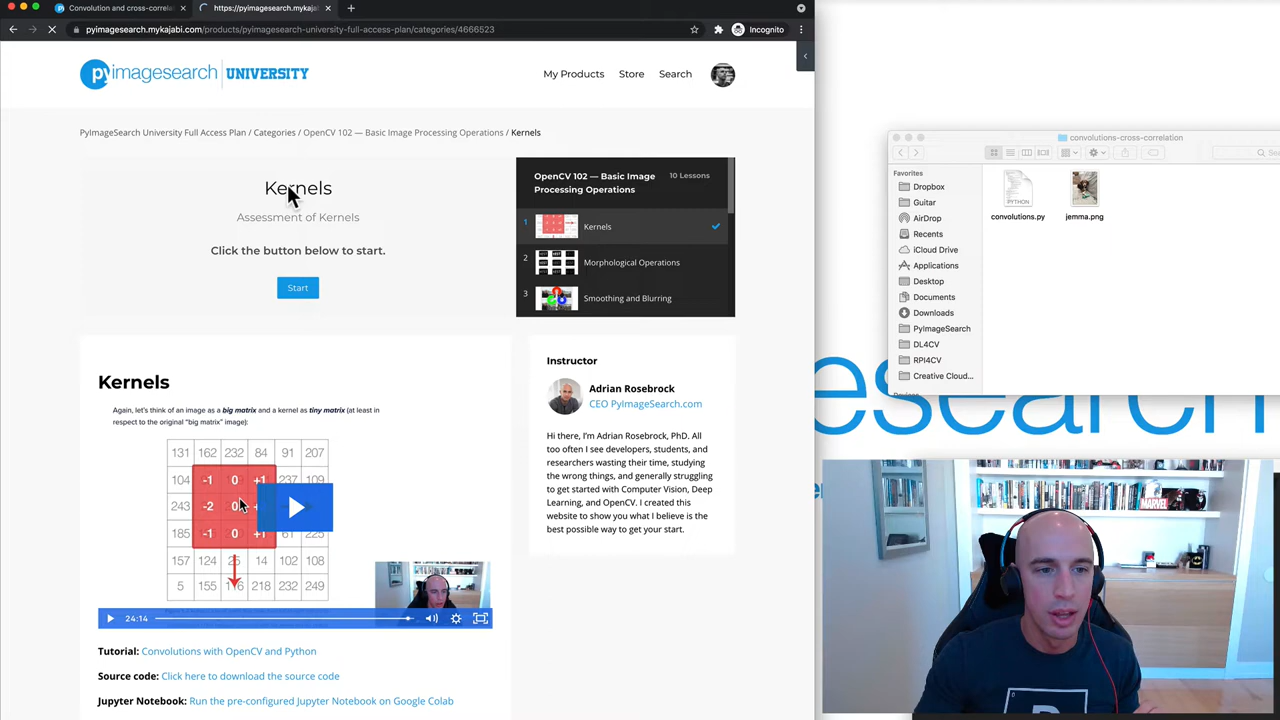 Convolution and cross-correla
https://pyimagesearch.mykaja
pyimagesearch.mykajabi.com/products/pyimagesearch-university-full-access-plan/categories/4666523
Incognito
pyimagesearch UNIVERSITY
My Products
Store
Search
PyImageSearch University Full Access Plan / Categories / OpenCV 102 — Basic Image Processing Operations / Kernels
Kernels
Assessment of Kernels
Click the button below to start.
Start
OpenCV 102 — Basic Image
Processing Operations
10 Lessons
1
Kernels
2
Morphological Operations
3
Smoothing and Blurring
Kernels
Again, let's think of an image as a big matrix and a kernel as tiny matrix (at least in
respect to the original "big matrix" image):
131 162 232 84 91 207
104 -1 0 +1 237 109
243 -2 0
185 -1 0 +1 61 225
157 124 25 14 102 108
5 155 116 218 232 249
24:14
Tutorial: Convolutions with OpenCV and Python
Source code: Click here to download the source code
Jupyter Notebook: Run the pre-configured Jupyter Notebook on Google Colab
Instructor
Adrian Rosebrock
CEO PyImageSearch.com
Hi there, I'm Adrian Rosebrock, PhD. All
too often I see developers, students, and
researchers wasting their time, studying
the wrong things, and generally struggling
to get started with Computer Vision, Deep
Learning, and OpenCV. I created this
website to show you what I believe is the
best possible way to get your start.
convolutions-cross-correlation
Favorites
Dropbox
Guitar
AirDrop
Recents
iCloud Drive
Applications
Desktop
Documents
Downloads
PyImageSearch
DL4CV
RPI4CV
Creative Cloud...
PYTHON
convolutions.py
jemma.png
esearch
MARVEL